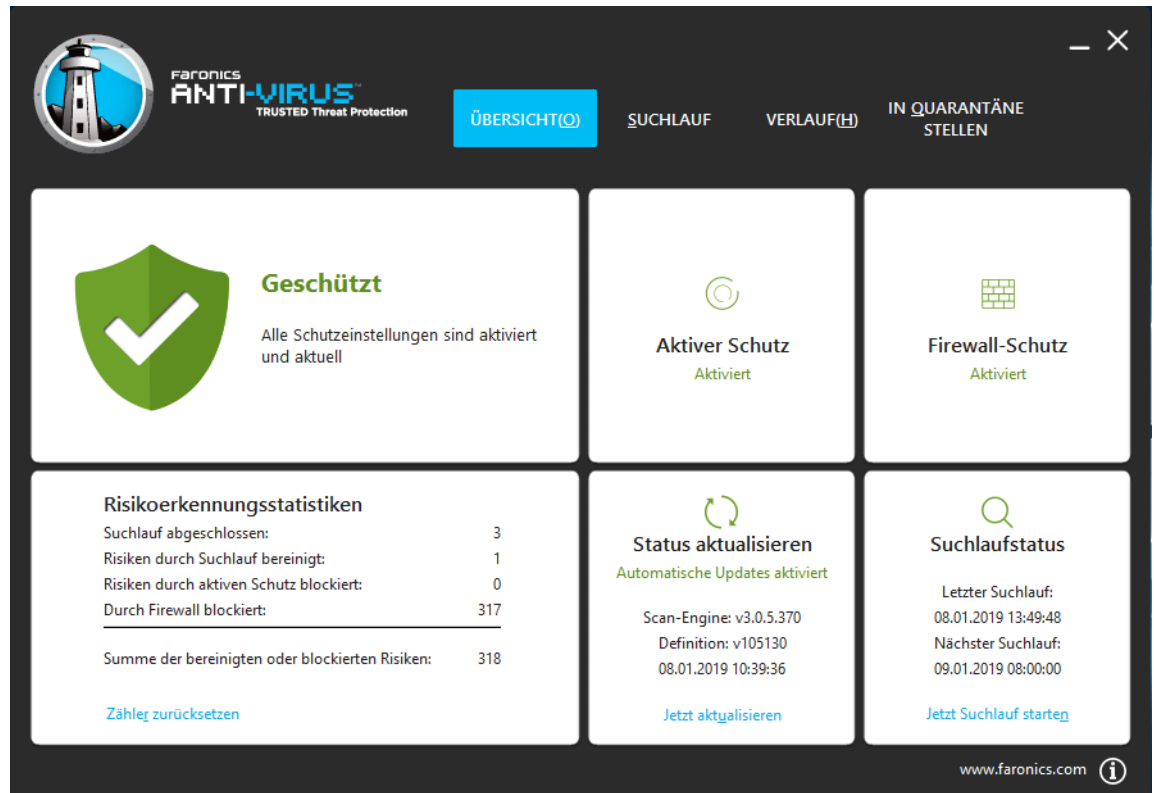 Faronics
ANTI-VIRUS™
TRUSTED Threat Protection
ÜBERSICHT(O)
SUCHLAUF
VERLAUF(H)
IN QUARANTÄNE
STELLEN
Geschützt
Alle Schutzeinstellungen sind aktiviert
und aktuell
Aktiver Schutz
Aktiviert
Firewall-Schutz
Aktiviert
Risikoerkennungsstatistiken
Suchlauf abgeschlossen: 3
Risiken durch Suchlauf bereinigt: 1
Risiken durch aktiven Schutz blockiert: 0
Durch Firewall blockiert: 317
Summe der bereinigten oder blockierten Risiken: 318
Zähler zurücksetzen
Status aktualisieren
Automatische Updates aktiviert
Scan-Engine: v3.0.5.370
Definition: v105130
08.01.2019 10:39:36
Jetzt aktualisieren
Suchlaufstatus
Letzter Suchlauf:
08.01.2019 13:49:48
Nächster Suchlauf:
09.01.2019 08:00:00
Jetzt Suchlauf starten
www.faronics.com